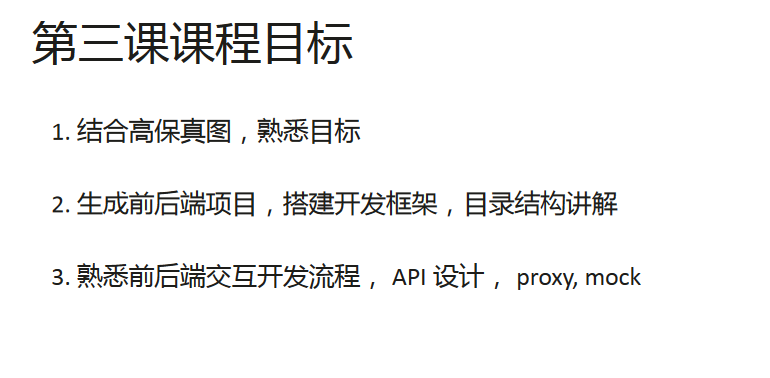 第三课课程目标
1. 结合高保真图，熟悉目标
2. 生成前后端项目，搭建开发框架，目录结构讲解
3. 熟悉前后端交互开发流程， API 设计， proxy, mock